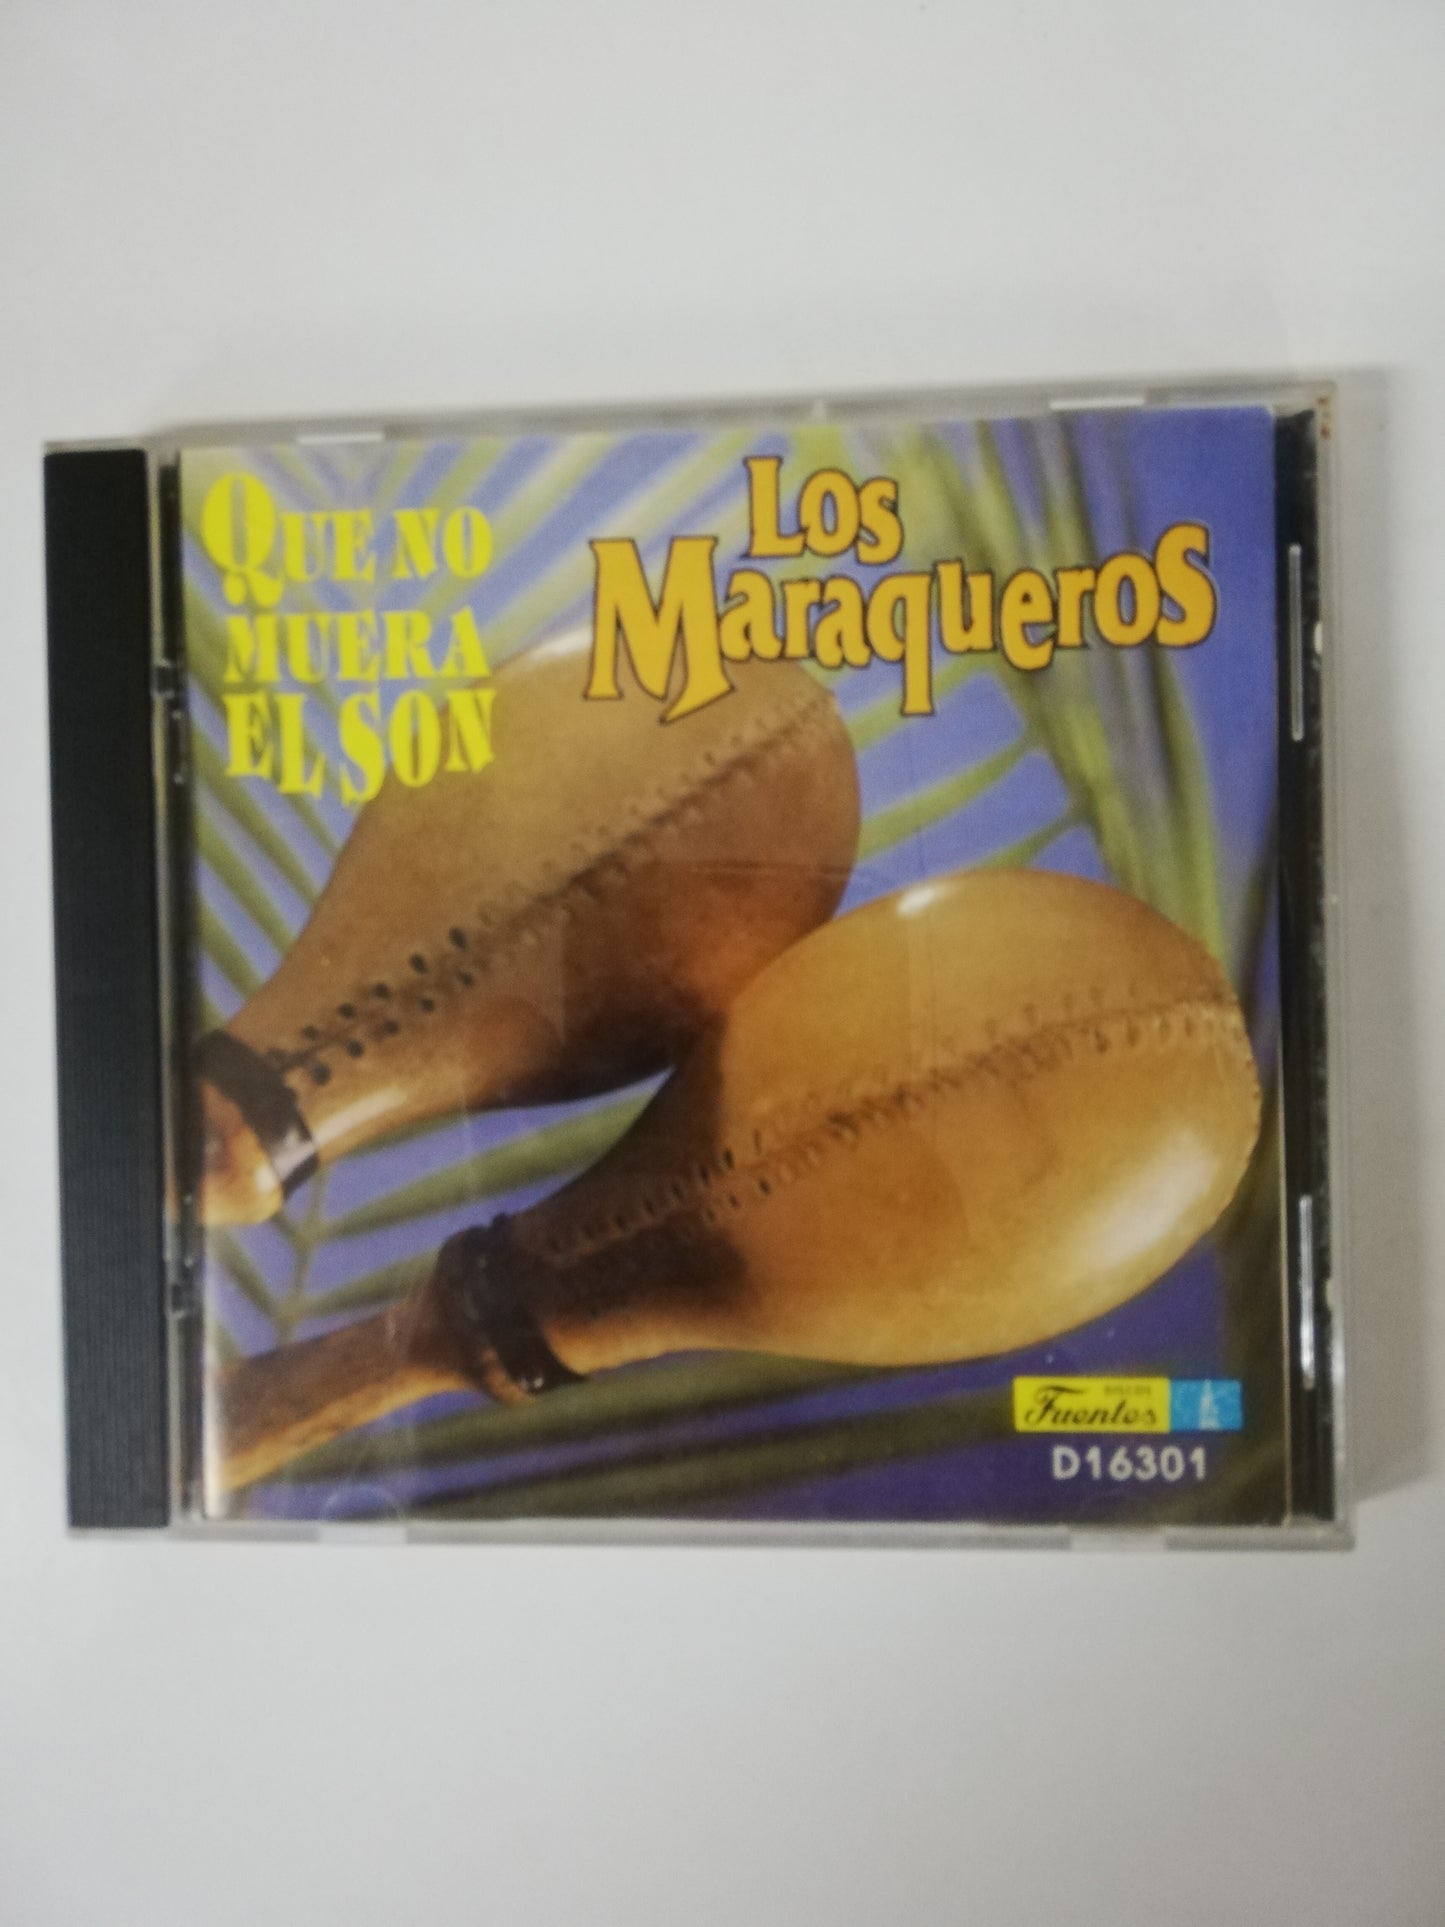 QUE NO
MUERA
EL SON
LOS
MARAQUEROS
DISCOS
Fuentes
D16301